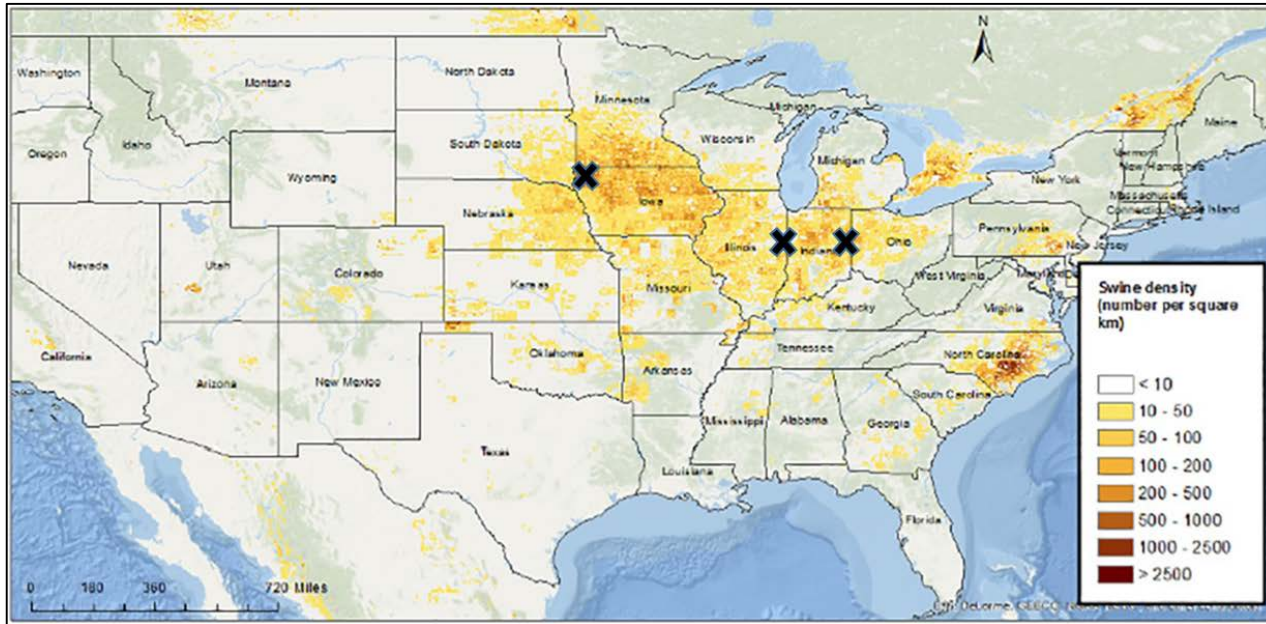 N
Washington
Montana
North Dakota
Minnesota
Michigan
Maine
Oregon
Idaho
South Dakota
Wisconsin
Michigan
Vermont
New Hampshire
New York
Massachusetts
Connecticut
Rhode Island
Wyoming
Iowa
Nebraska
Pennsylvania
New Jersey
Nevada
Utah
Illinois
Ohio
Colorado
Kansas
Missouri
West Virginia
Virginia
Kentucky
California
Oklahoma
Tennessee
North Carolina
Arizona
New Mexico
Arkansas
South Carolina
Mississippi
Alabama
Georgia
Texas
Louisiana
Florida
Swine density
(number per square
km)
< 10
10 - 50
50 - 100
100 - 200
200 - 500
500 - 1000
1000 - 2500
> 2500
0 180 360 720 Miles